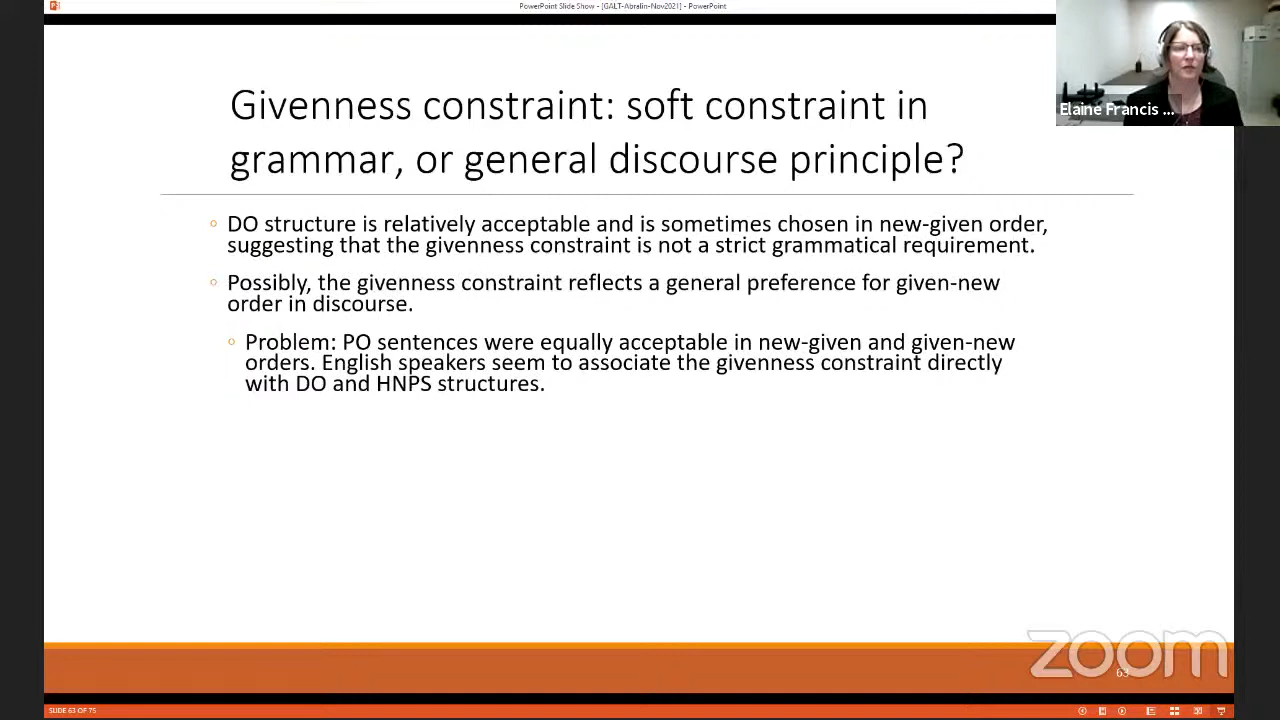 PowerPoint Slide Show - [GALT-Abralin-Nov2021] - PowerPoint
Elaine Francis ...
Givenness constraint: soft constraint in
grammar, or general discourse principle?
◦ DO structure is relatively acceptable and is sometimes chosen in new-given order,
suggesting that the givenness constraint is not a strict grammatical requirement.
◦ Possibly, the givenness constraint reflects a general preference for given-new
order in discourse.
◦ Problem: PO sentences were equally acceptable in new-given and given-new
orders. English speakers seem to associate the givenness constraint directly
with DO and HNPS structures.
zoom
63
SLIDE 63 OF 75